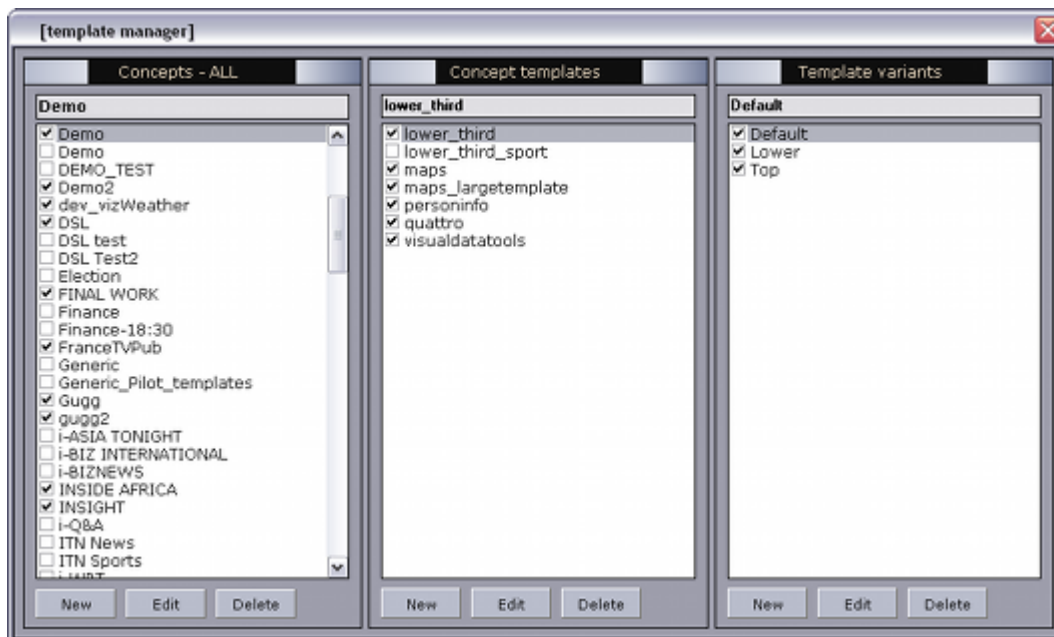 [template manager]
Concepts - ALL
Demo
Demo
Demo
DEMO_TEST
Demo2
dev_vizWeather
DSL
DSL test
DSL Test2
Election
FINAL WORK
Finance
Finance-18:30
FranceTVPub
Generic
Generic_Pilot_templates
Gugg
gugg2
i-ASIA TONIGHT
i-BIZ INTERNATIONAL
i-BIZNEWS
INSIDE AFRICA
INSIGHT
i-Q&A
ITN News
ITN Sports
New Edit Delete
Concept templates
lower_third
lower_third
lower_third_sport
maps
maps_largetemplate
personinfo
quattro
visualdatatools
New Edit Delete
Template variants
Default
Default
Lower
Top
New Edit Delete